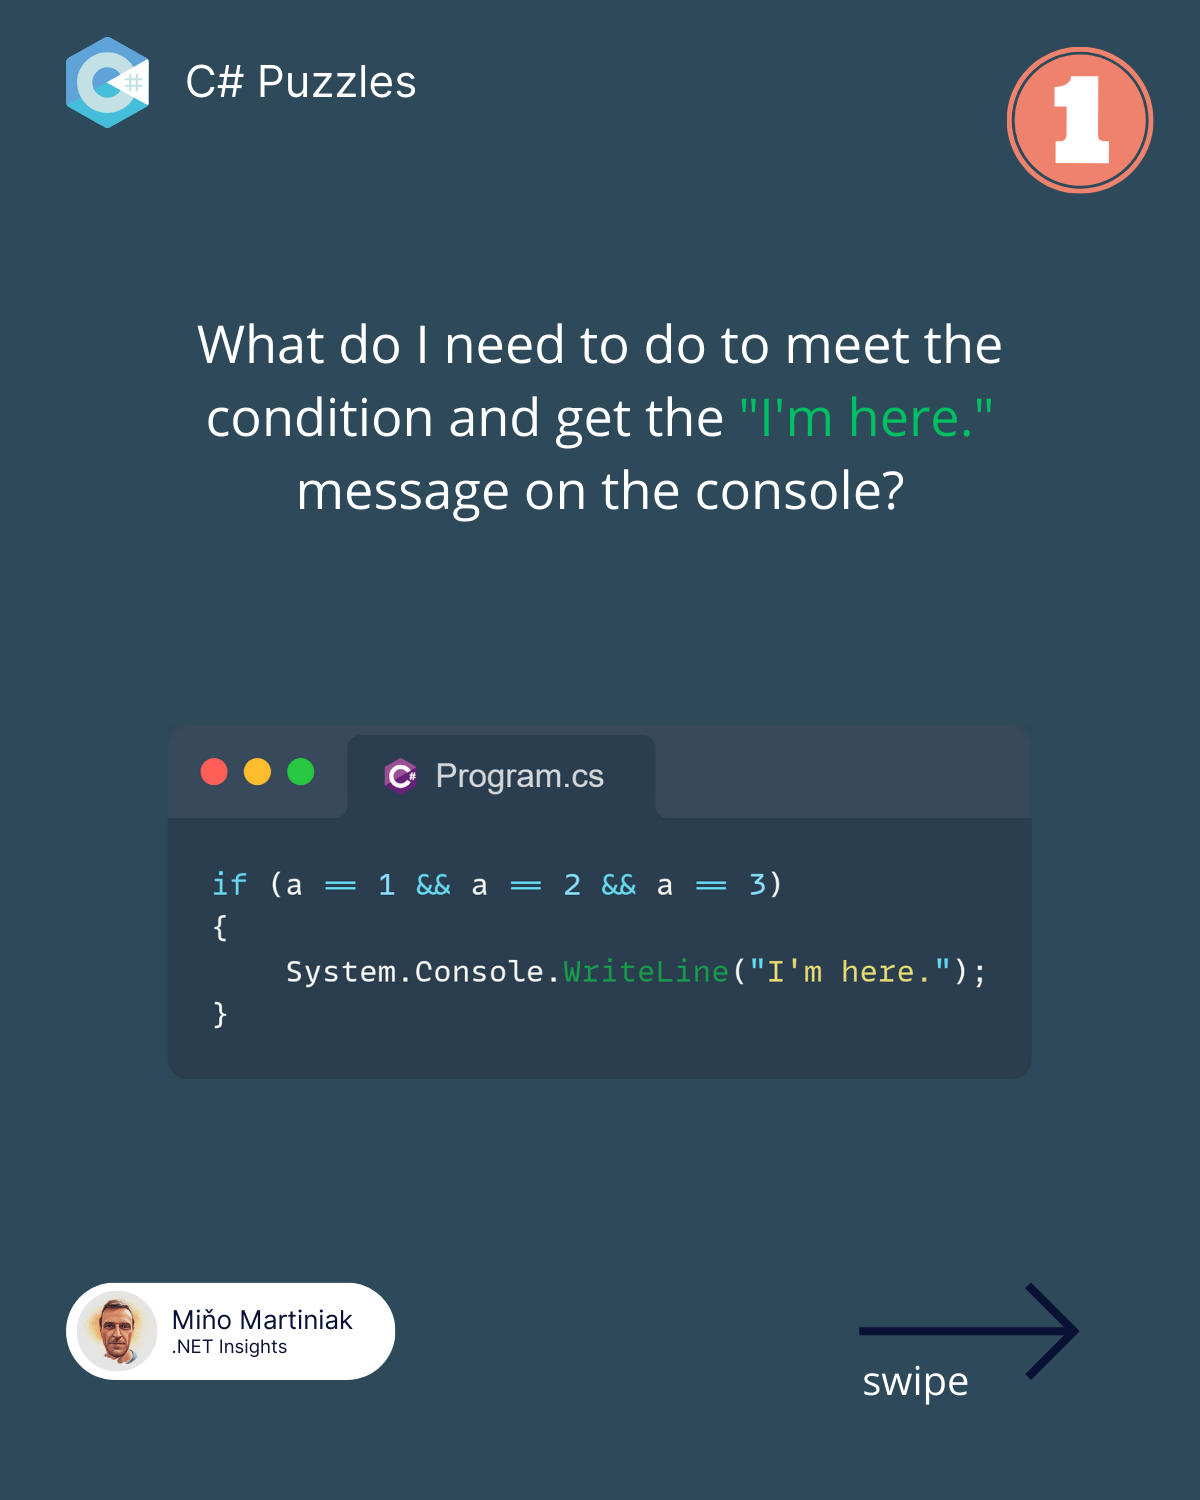 C# Puzzles
1
What do I need to do to meet the
condition and get the "I'm here."
message on the console?
C# Program.cs
if (a == 1 && a == 2 && a == 3)
{
    System.Console.WriteLine("I'm here.");
}
Miňo Martiniak
.NET Insights
swipe